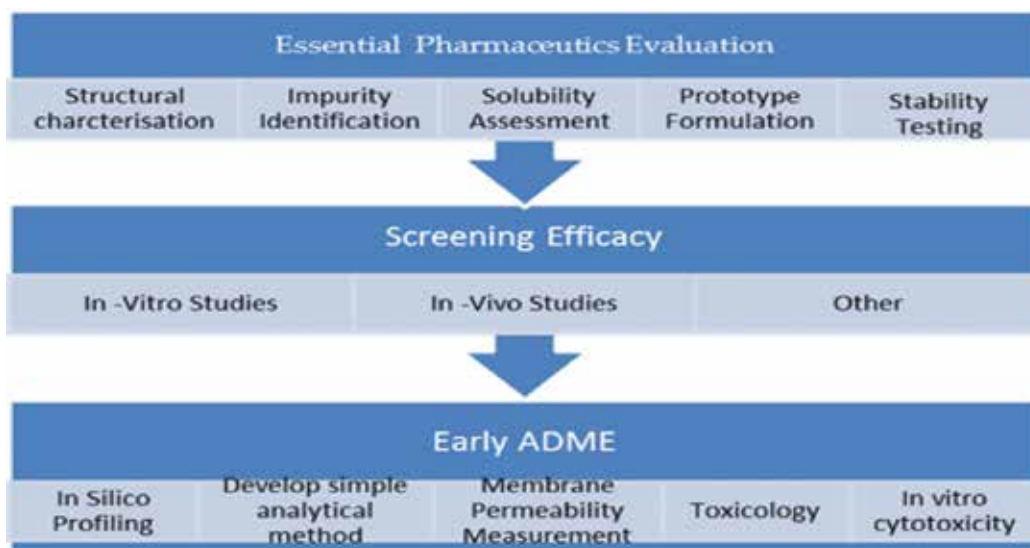 Essential Pharmaceutics Evaluation
Structural
charcterisation
Impurity
Identification
Solubility
Assessment
Prototype
Formulation
Stability
Testing
Screening Efficacy
In -Vitro Studies
In -Vivo Studies
Other
Early ADME
In Silico
Profiling
Develop simple
analytical
method
Membrane
Permeability
Measurement
Toxicology
In vitro
cytotoxicity